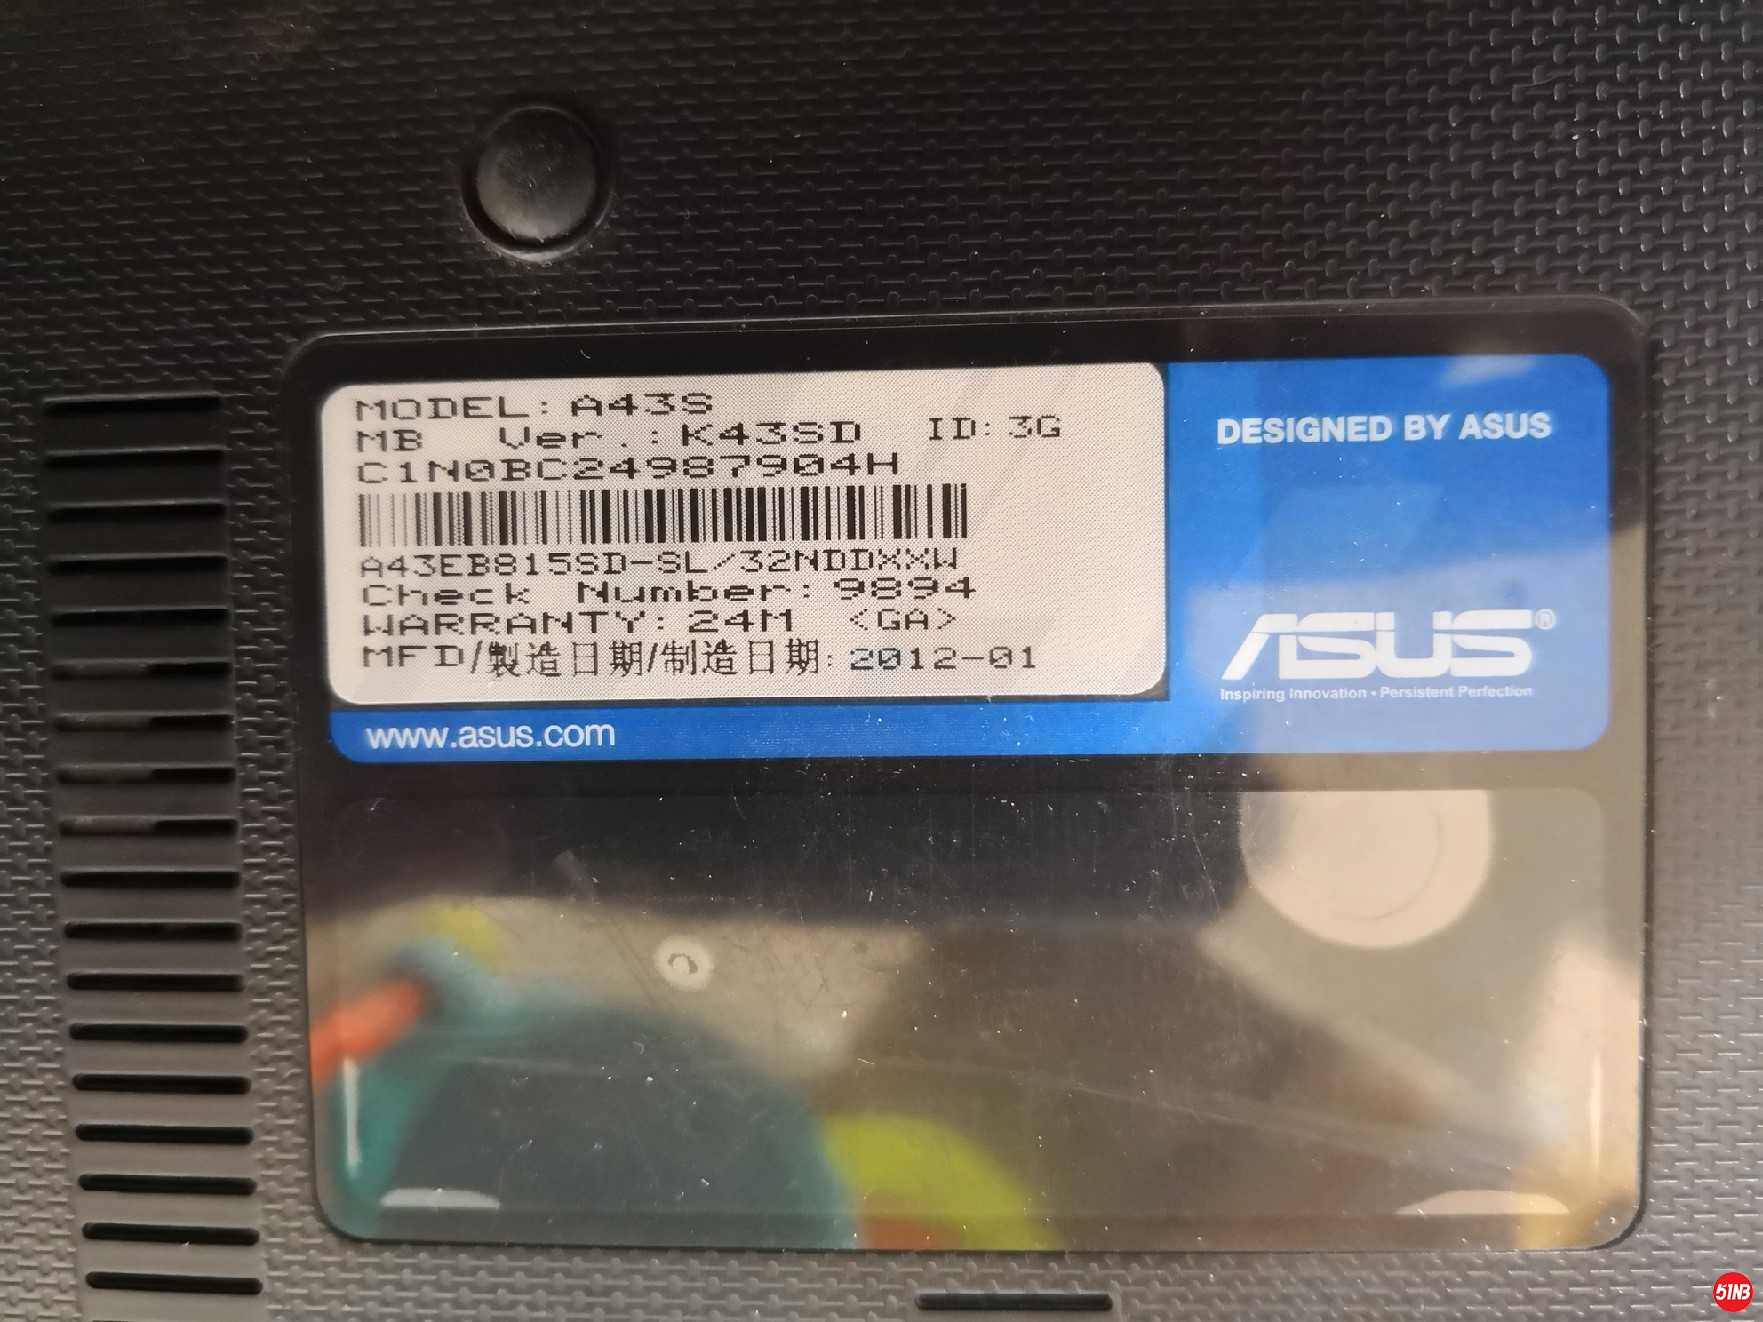 MODEL: A43S
MB Ver.: K43SD ID: 3G
C1N0BC24987904H
A43EB815SD-SL/32NDDXXW
Check Number: 9894
WARRANTY: 24M <GA>
MFD/製造日期/制造日期: 2012-01
www.asus.com
DESIGNED BY ASUS
ASUS®
Inspiring Innovation • Persistent Perfection
51NB